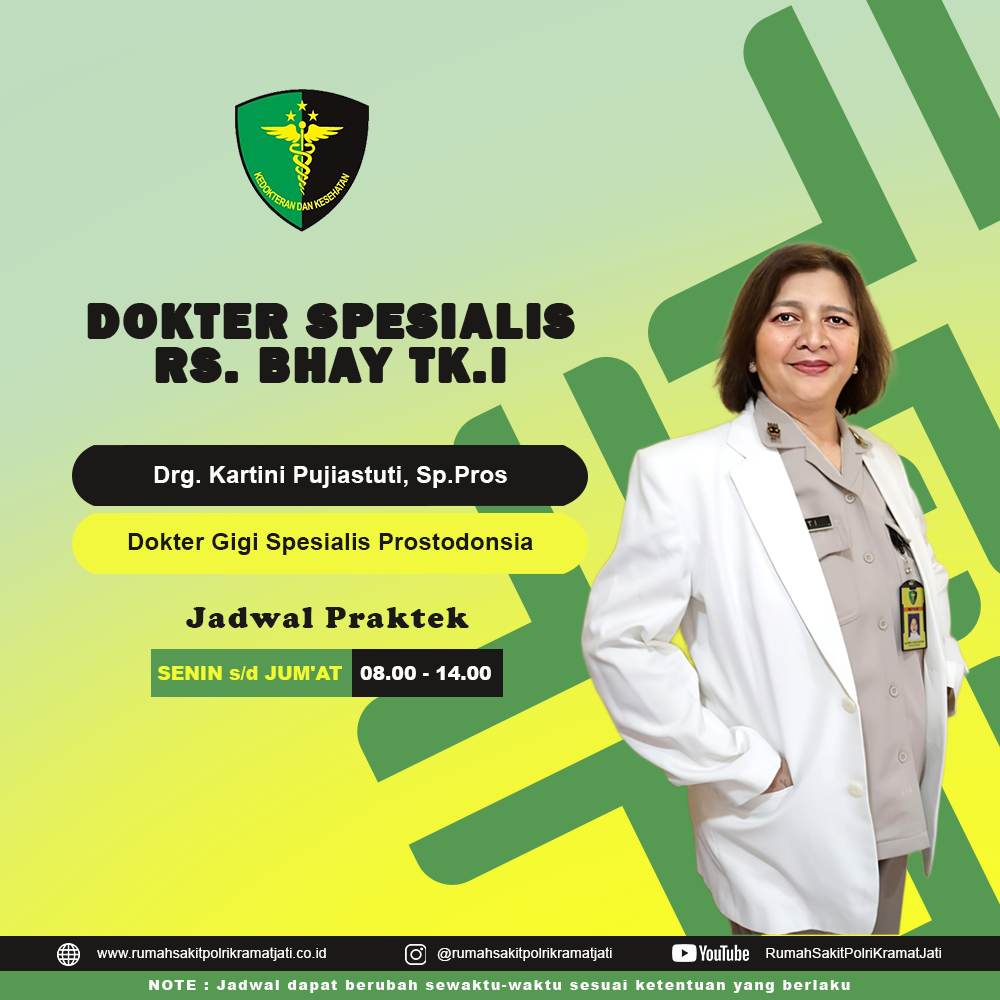 KEDOKTERAN DAN KESEHATAN
DOKTER SPESIALIS
RS. BHAY TK.I
Drg. Kartini Pujiastuti, Sp.Pros
Dokter Gigi Spesialis Prostodonsia
Jadwal Praktek
SENIN s/d JUM'AT 08.00 - 14.00
www.rumahsakitpolrikramatjati.co.id @rumahsakitpolrikramatjati YouTube RumahSakitPolriKramatJati
NOTE : Jadwal dapat berubah sewaktu-waktu sesuai ketentuan yang berlaku